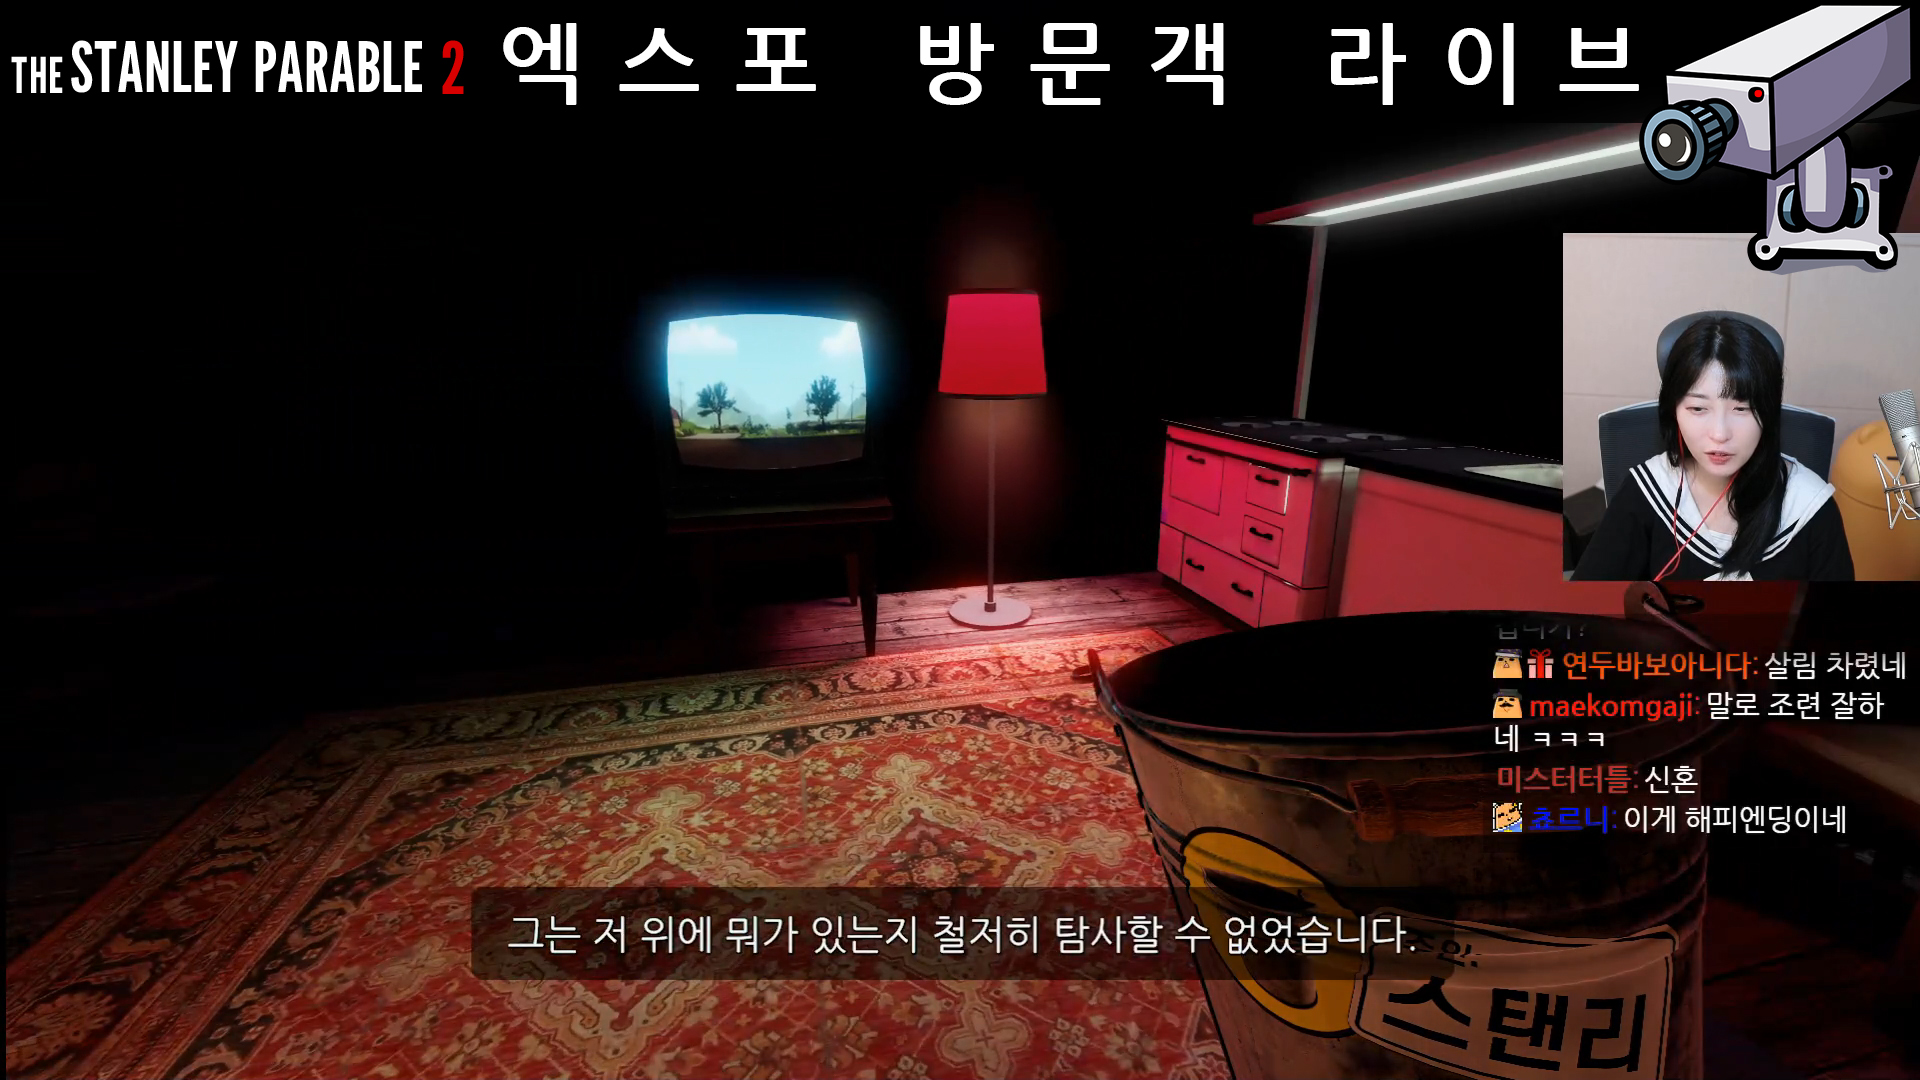 THE STANLEY PARABLE 2 엑스포 방문객 라이브
연두바보아니다: 살림 차렸네
maekomgaji: 말로 조련 잘하
네 ㅋㅋㅋ
미스터터틀: 신혼
쵸르니: 이게 해피엔딩이네
그는 저 위에 뭐가 있는지 철저히 탐사할 수 없었습니다.
스탠리